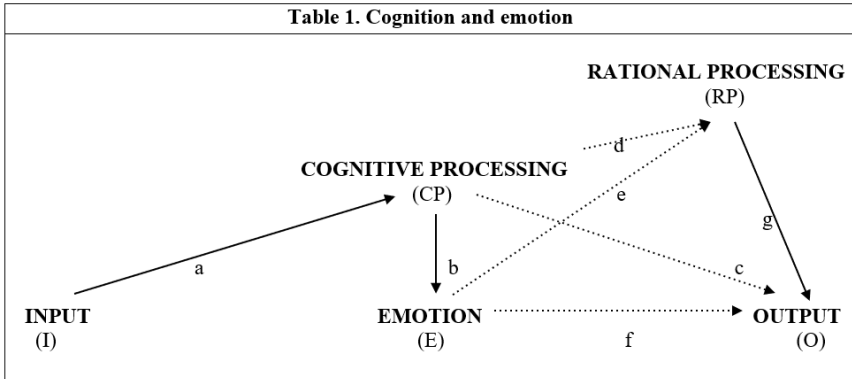 Table 1. Cognition and emotion
RATIONAL PROCESSING
(RP)
d
COGNITIVE PROCESSING
(CP)
e
g
a
b
c
INPUT
EMOTION
OUTPUT
(I)
(E)
f
(O)